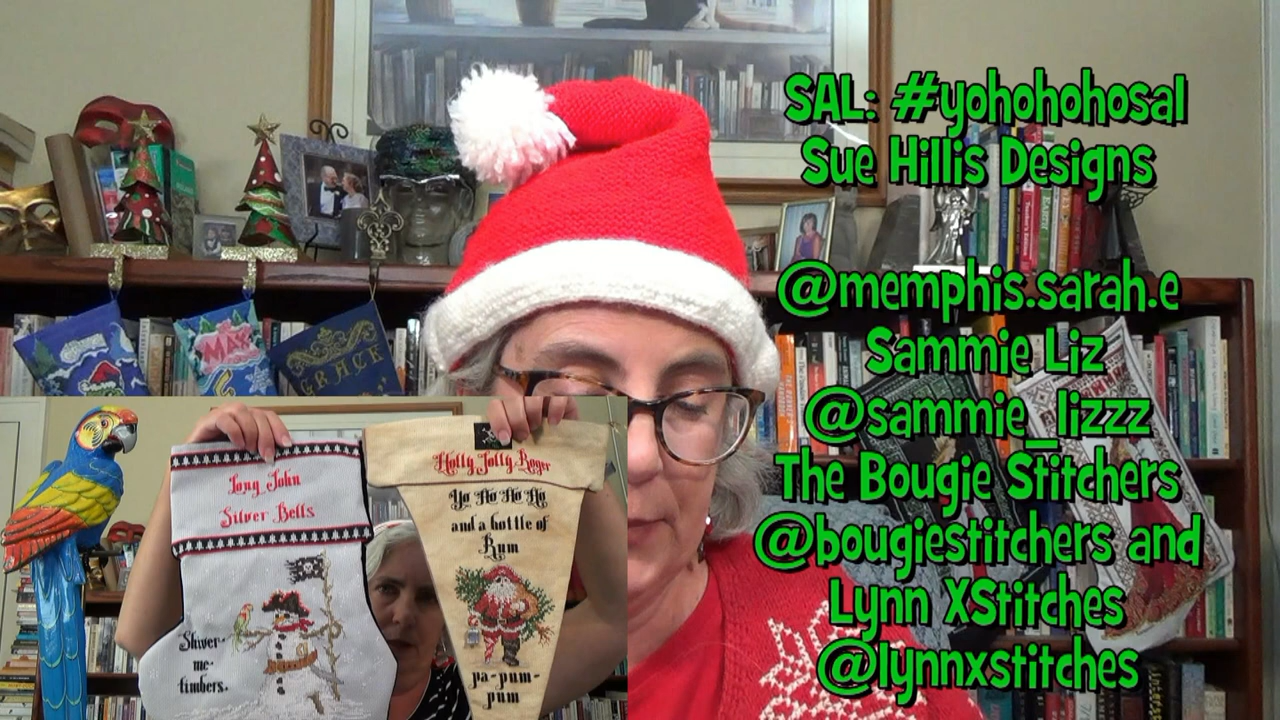 SAL: #yohohohosal
Sue Hillis Designs
@memphis.sarah.e
Sammie Liz
@sammie_lizzz
The Bougie Stitchers
@bougiestitchers and
Lynn XStitches
@lynnxstitches
MAX
GRACE
Long John
Silver Bells
Shiver-
me-
timbers.
Holly Jolly Roger
Yo Ho Ho Ho
and a bottle of
Rum
pa-pum-
pum